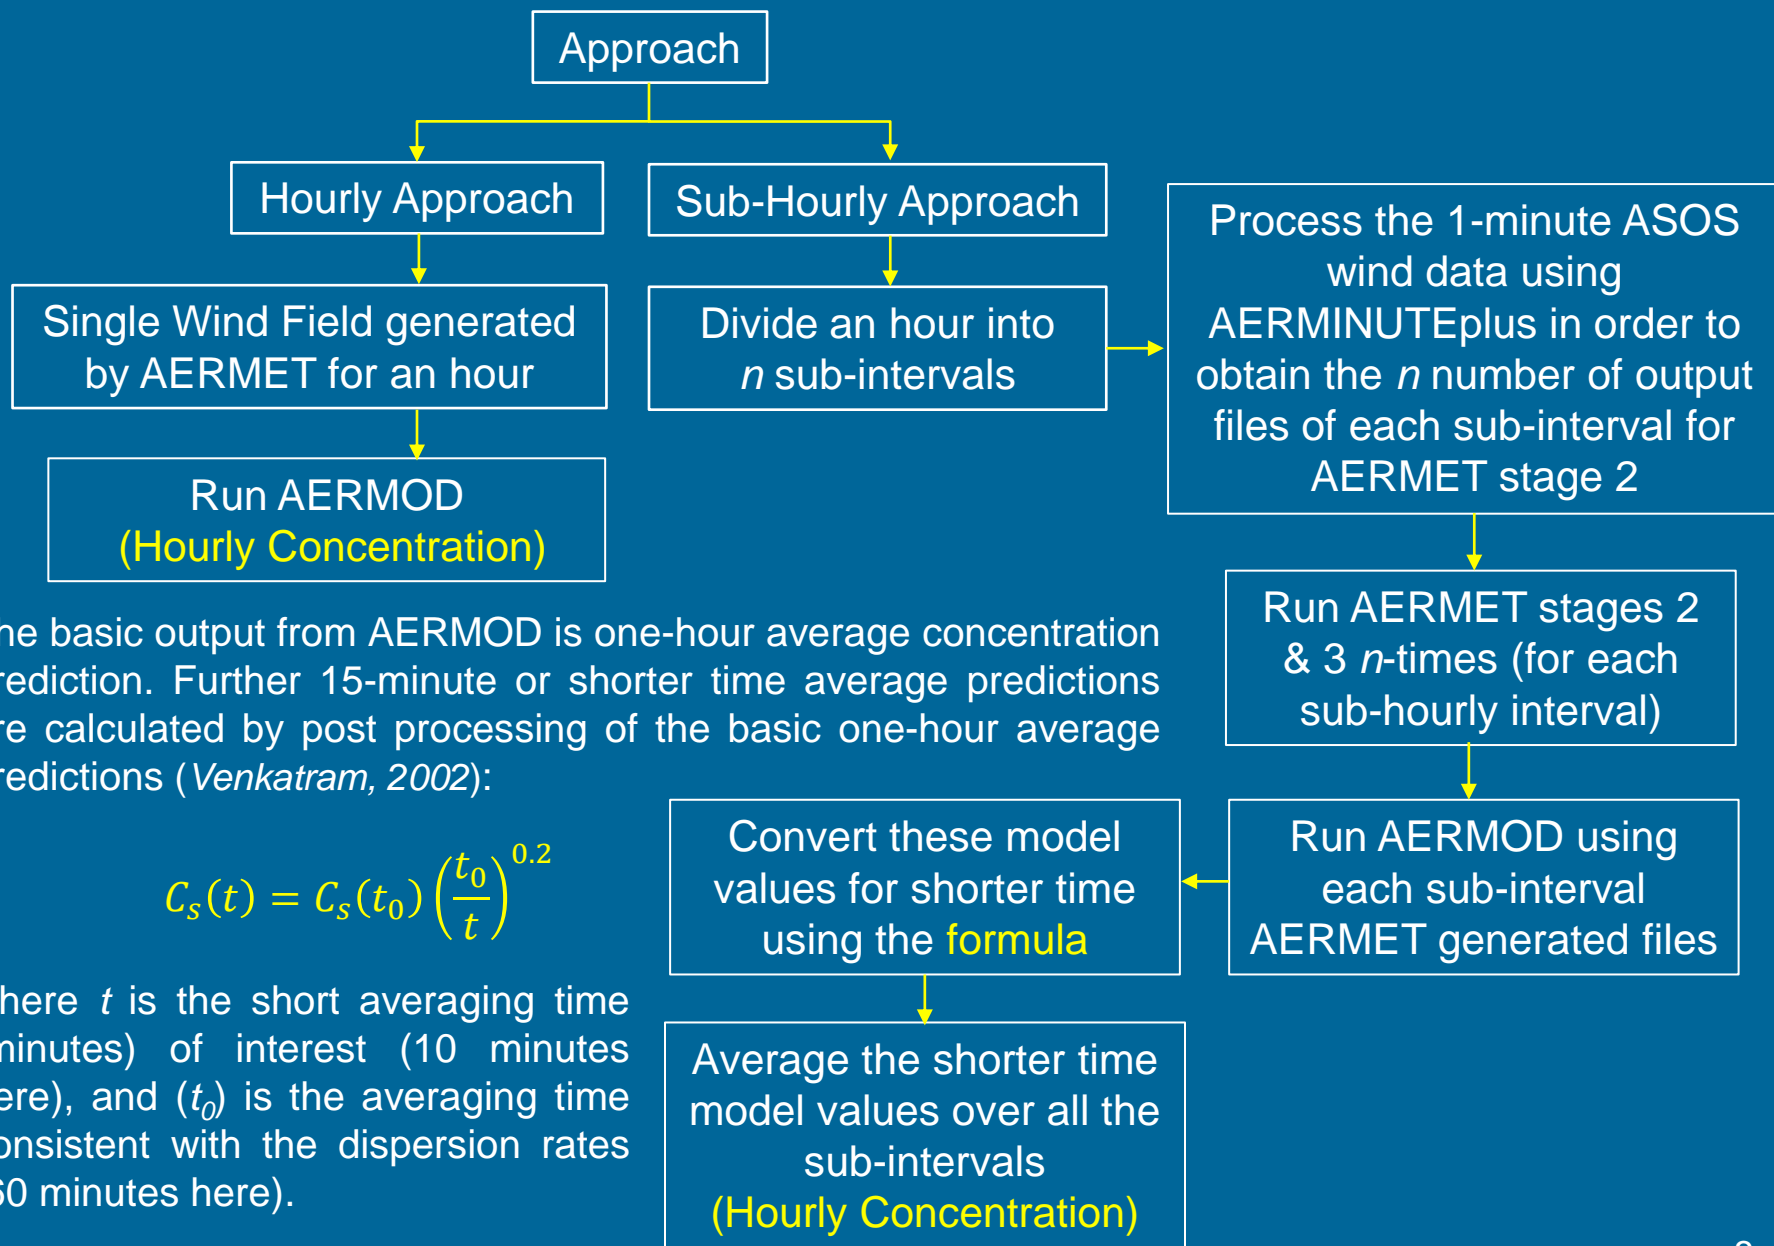 Approach
Hourly Approach
Sub-Hourly Approach
Single Wind Field generated
by AERMET for an hour
Divide an hour into
n sub-intervals
Process the 1-minute ASOS
wind data using
AERMINUTEplus in order to
obtain the n number of output
files of each sub-interval for
AERMET stage 2
Run AERMOD
(Hourly Concentration)
Run AERMET stages 2
& 3 n-times (for each
sub-hourly interval)
he basic output from AERMOD is one-hour average concentration
rediction. Further 15-minute or shorter time average predictions
re calculated by post processing of the basic one-hour average
redictions (Venkatram, 2002):
C_s(t) = C_s(t_0) (t_0/t)^0.2
Run AERMOD using
each sub-interval
AERMET generated files
Convert these model
values for shorter time
using the formula
here t is the short averaging time
minutes) of interest (10 minutes
ere), and (t_0) is the averaging time
onsistent with the dispersion rates
60 minutes here).
Average the shorter time
model values over all the
sub-intervals
(Hourly Concentration)